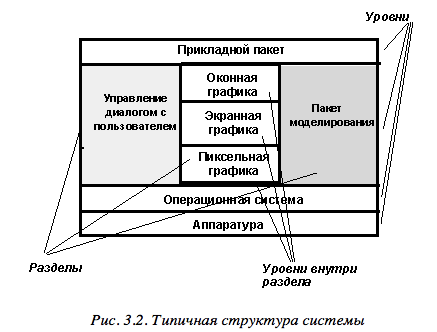 Уровни
Прикладной пакет
Управление
диалогом с
пользователем
Оконная
графика
Экранная
графика
Пиксельная
графика
Пакет
моделирования
Операционная система
Аппаратура
Разделы
Уровни внутри
раздела
Рис. 3.2. Типичная структура системы